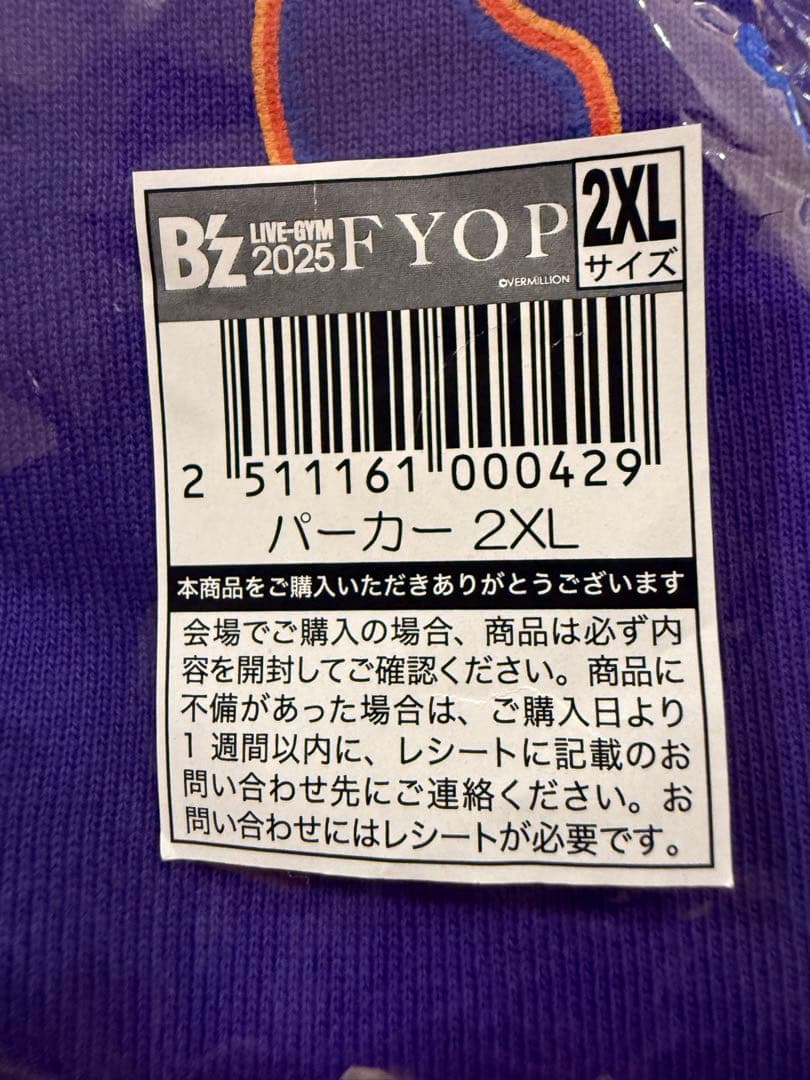 B'z LIVE-GYM 2025 FYOP
©VERMILLION
2XL
サイズ
2 511161 000429
パーカー 2XL
本商品をご購入いただきありがとうございます
会場でご購入の場合、商品は必ず内
容を開封してご確認ください。商品に
不備があった場合は、ご購入日より
1週間以内に、レシートに記載のお
問い合わせ先にご連絡ください。お
問い合わせにはレシートが必要です。